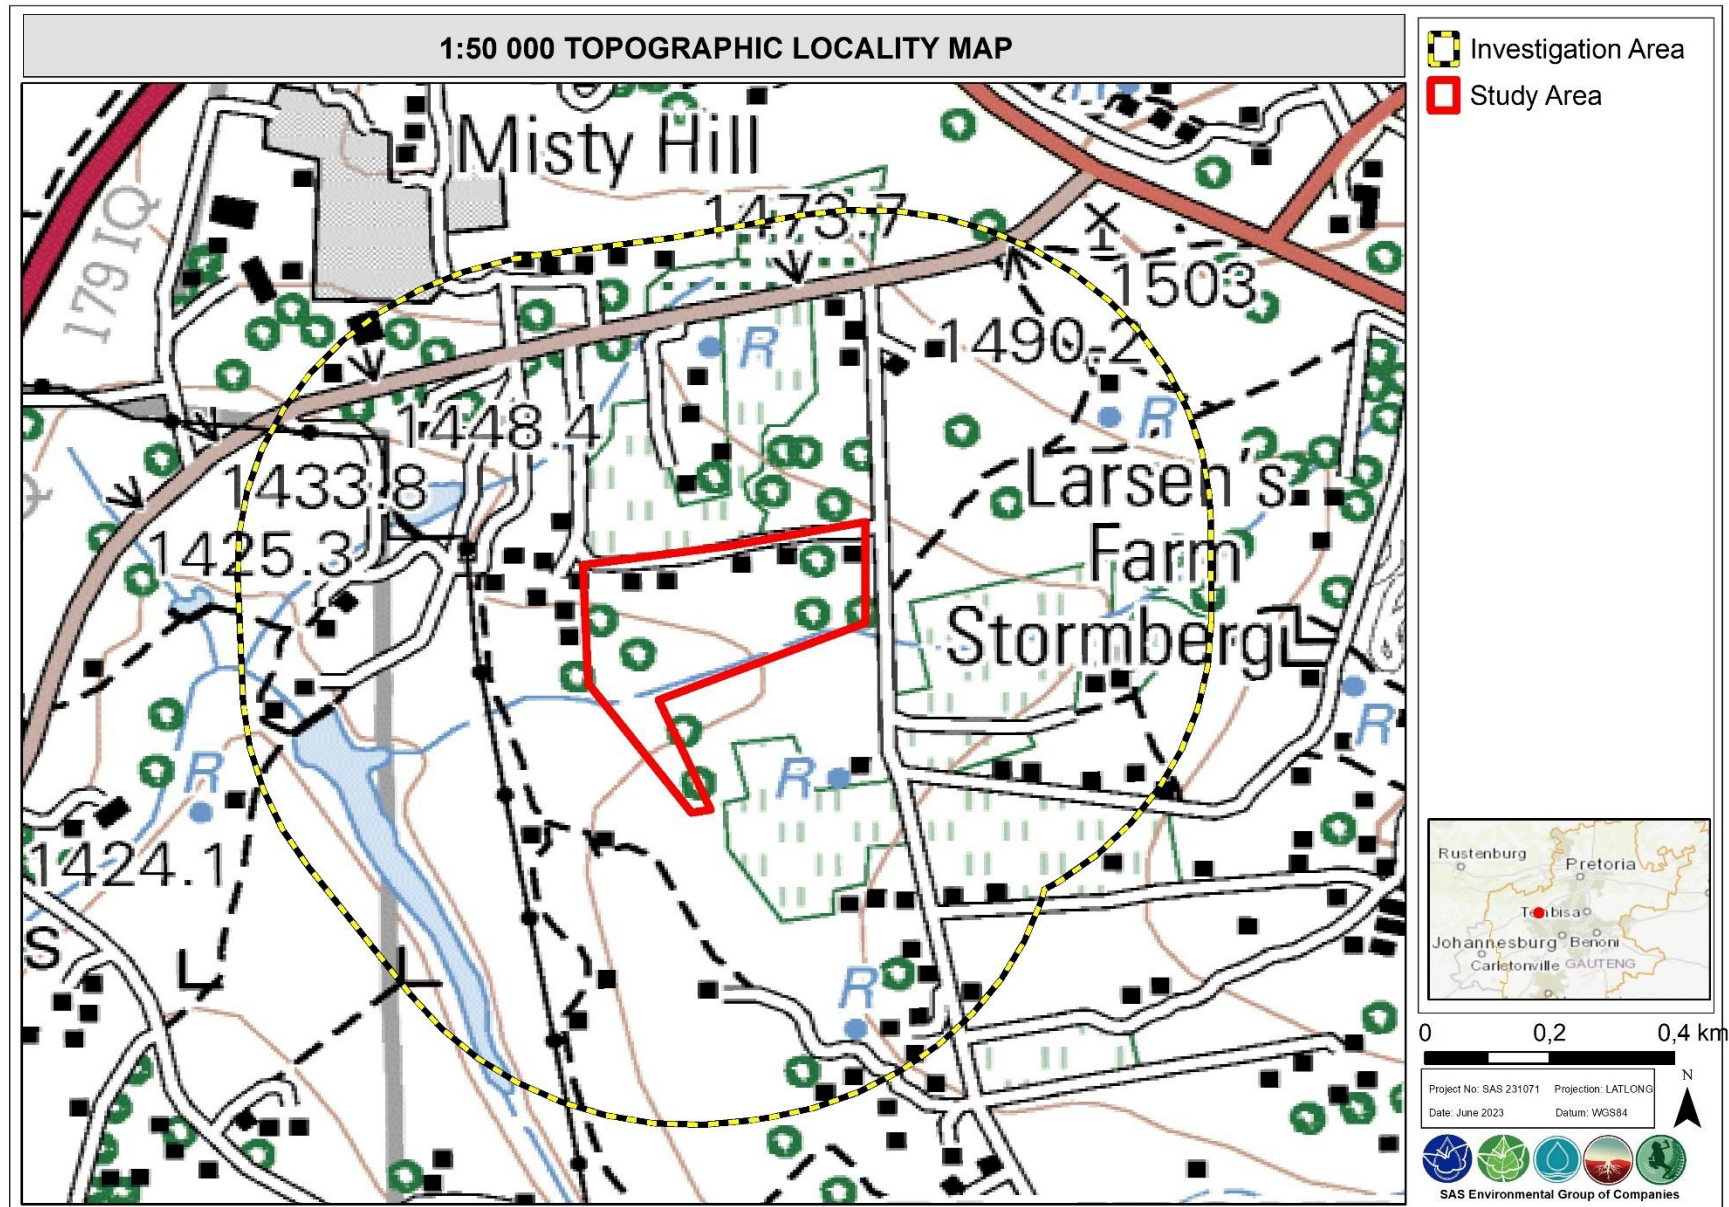 1:50 000 TOPOGRAPHIC LOCALITY MAP
Investigation Area
Study Area
Misty Hill
179 IQ
1473.7
1503
1490.2
R
R
1448.4
1433.8
Larsen's
Farm
1425.3
Stormberg
R
R
R
1424.1
s
R
Rustenburg
Pretoria
Tembisa
Johannesburg
Benoni
Carletonville
GAUTENG
0 0,2 0,4 km
Project No: SAS 231071 Projection: LATLONG
Date: June 2023 Datum: WGS84
N
SAS Environmental Group of Companies